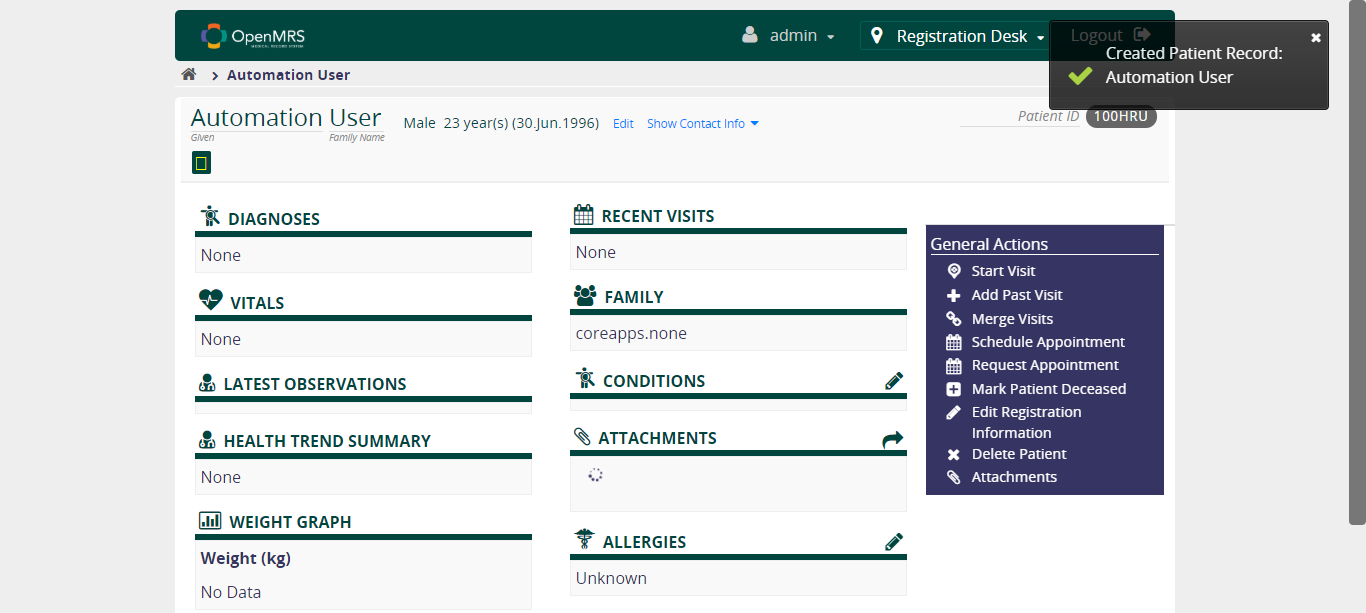 OpenMRS
MEDICAL RECORD SYSTEM
admin
Registration Desk
Logout
Created Patient Record:
Automation User
Automation User
Automation User
Given
Family Name
Male 23 year(s) (30.Jun.1996) Edit Show Contact Info
Patient ID 100HRU
DIAGNOSES
None
VITALS
None
LATEST OBSERVATIONS
HEALTH TREND SUMMARY
None
WEIGHT GRAPH
Weight (kg)
No Data
RECENT VISITS
None
FAMILY
coreapps.none
CONDITIONS
ATTACHMENTS
ALLERGIES
Unknown
General Actions
Start Visit
Add Past Visit
Merge Visits
Schedule Appointment
Request Appointment
Mark Patient Deceased
Edit Registration
Information
Delete Patient
Attachments